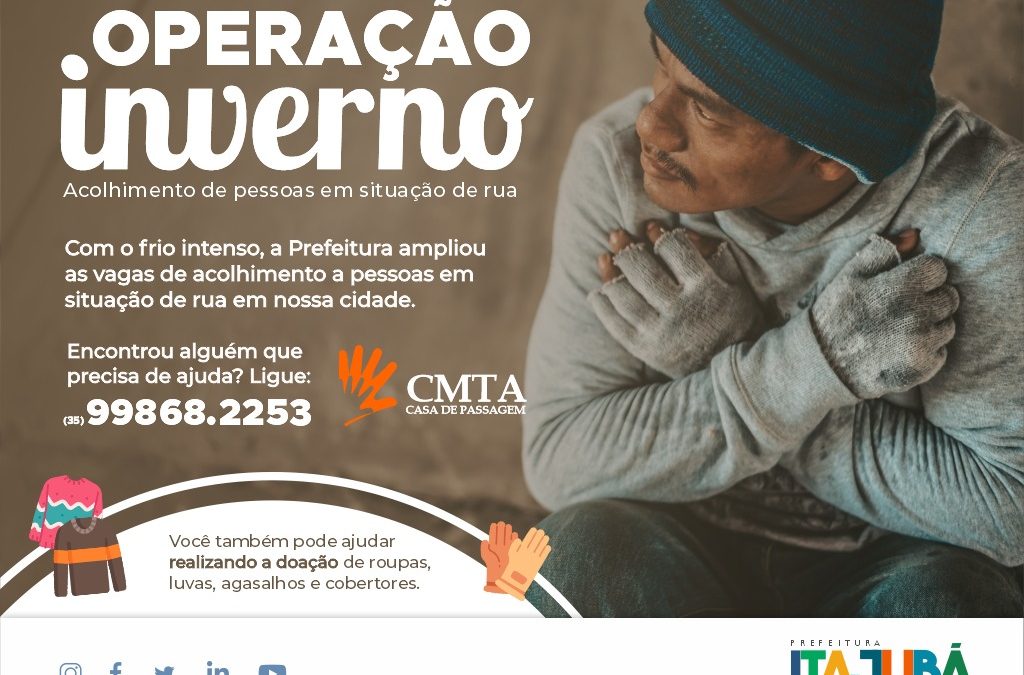 OPERAÇÃO
inverno
Acolhimento de pessoas em situação de rua
Com o frio intenso, a Prefeitura ampliou
as vagas de acolhimento a pessoas em
situação de rua em nossa cidade.
Encontrou alguém que
precisa de ajuda? Ligue:
(35) 99868.2253
CMTA
CASA DE PASSAGEM
Você também pode ajudar
realizando a doação de roupas,
luvas, agasalhos e cobertores.
PREFEITURA
ITAJUBÁ